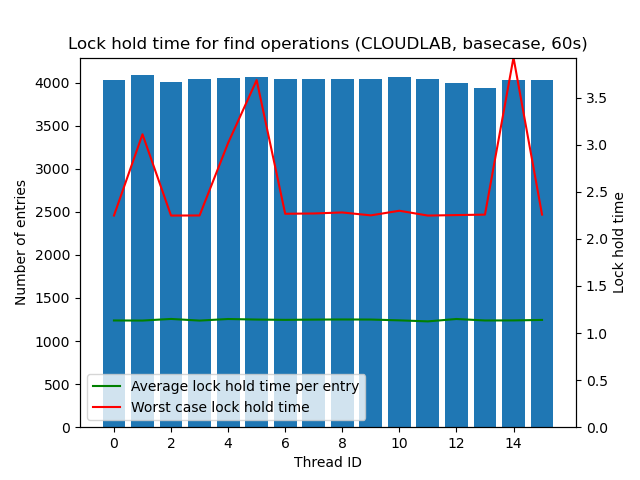 Lock hold time for find operations (CLOUDLAB, basecase, 60s)
Number of entries
4000
3500
3000
2500
2000
1500
1000
500
0
3.5
3.0
2.5
2.0
1.5
1.0
0.5
0.0
Lock hold time
Average lock hold time per entry
Worst case lock hold time
0 2 4 6 8 10 12 14
Thread ID